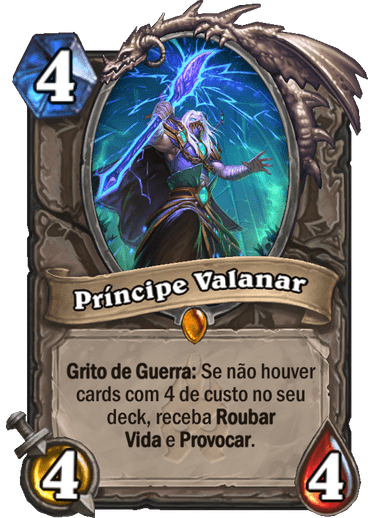 4
Príncipe Valanar
Grito de Guerra: Se não houver
cards com 4 de custo no seu
deck, receba Roubar
Vida e Provocar.
4
4